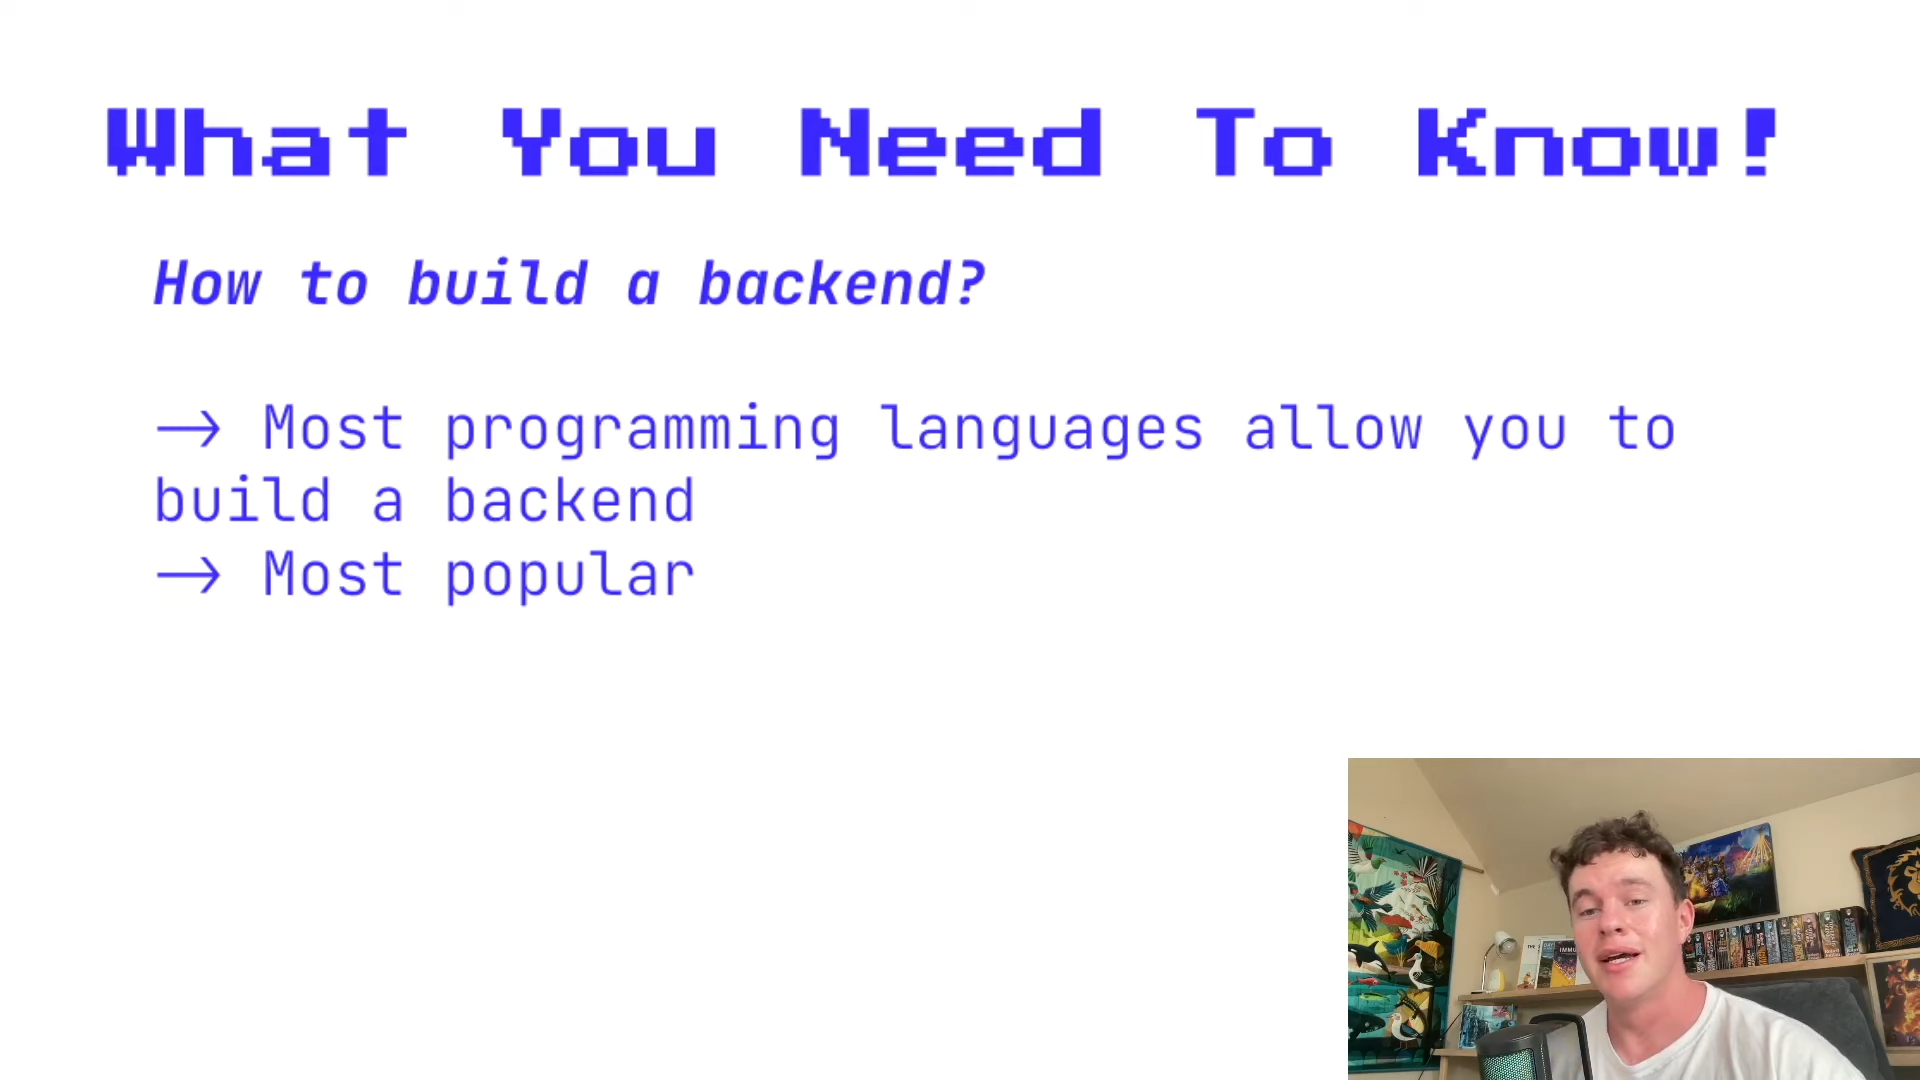 What You Need To Know!
How to build a backend?
→ Most programming languages allow you to
build a backend
→ Most popular